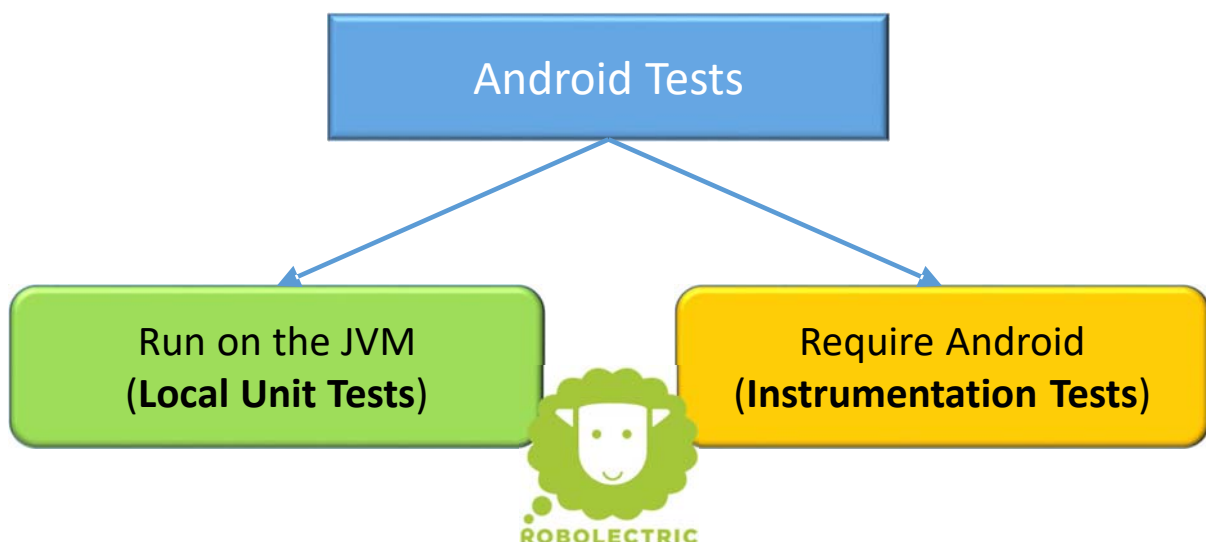 Android Tests
Run on the JVM
(Local Unit Tests)
Require Android
(Instrumentation Tests)
ROBOLECTRIC